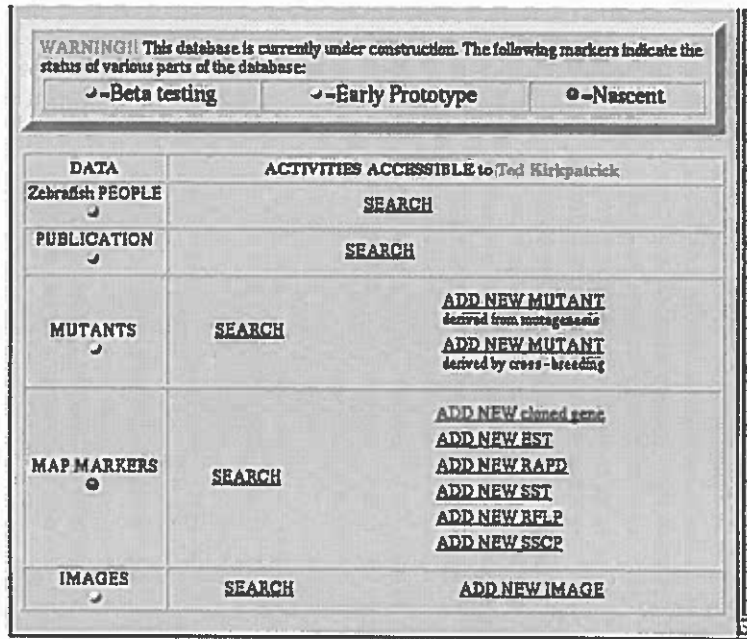 WARNING!! This database is currently under construction. The following markers indicate the
status of various parts of the database:
-Beta testing -Early Prototype -Nascent
DATA ACTIVITIES ACCESSIBLE to Ted Kirkpatrick
Zebrafish PEOPLE SEARCH
PUBLICATION SEARCH
MUTANTS SEARCH
ADD NEW MUTANT
derived from mutagenesis
ADD NEW MUTANT
derived by cross-breeding
MAP MARKERS SEARCH
ADD NEW cloned gene
ADD NEW EST
ADD NEW RAPD
ADD NEW SST
ADD NEW RFLP
ADD NEW SSCP
IMAGES SEARCH ADD NEW IMAGE